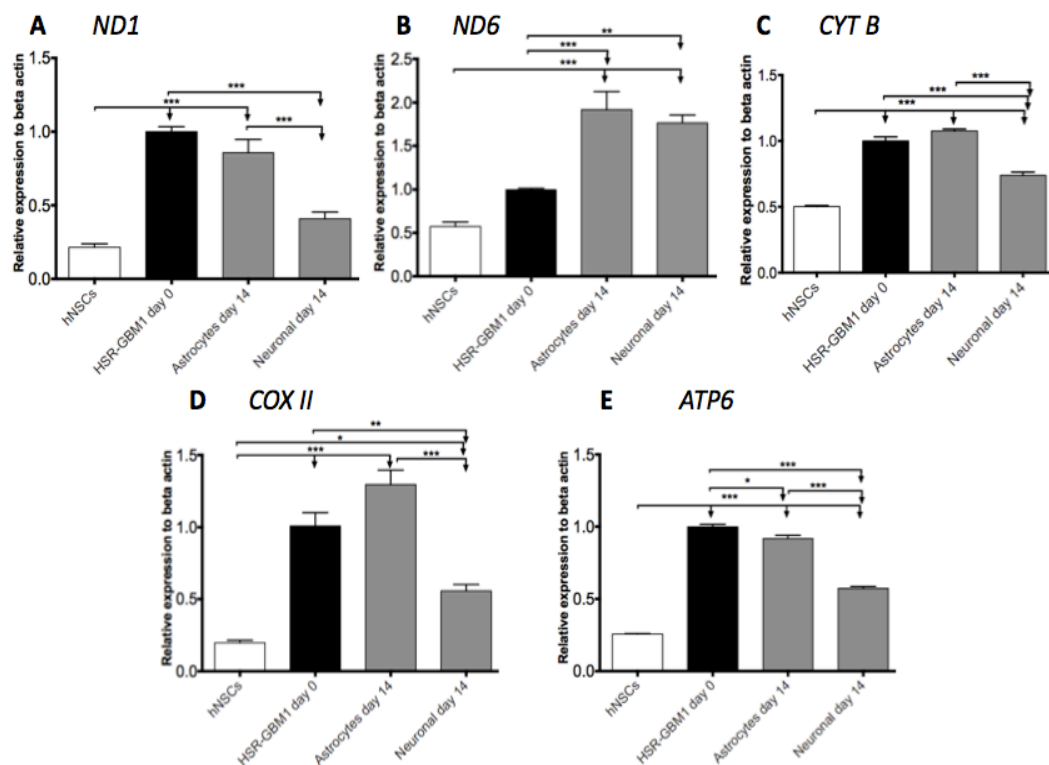 A ND1
Relative expression to beta actin
1.5
1.0
0.5
0.0
***
***
***
hNSCs
HSR-GBM1 day 0
Astrocytes day 14
Neuronal day 14
B ND6
Relative expression to beta actin
2.5
2.0
1.5
1.0
0.5
0.0
**
***
***
hNSCs
HSR-GBM1 day 0
Astrocytes day 14
Neuronal day 14
C CYT B
Relative expression to beta actin
1.5
1.0
0.5
0.0
***
***
***
hNSCs
HSR-GBM1 day 0
Astrocytes day 14
Neuronal day 14
D COX II
Relative expression to beta actin
1.5
1.0
0.5
0.0
**
*
***
***
hNSCs
HSR-GBM1 day 0
Astrocytes day 14
Neuronal day 14
E ATP6
Relative expression to beta actin
1.5
1.0
0.5
0.0
***
*
***
***
hNSCs
HSR-GBM1 day 0
Astrocytes day 14
Neuronal day 14